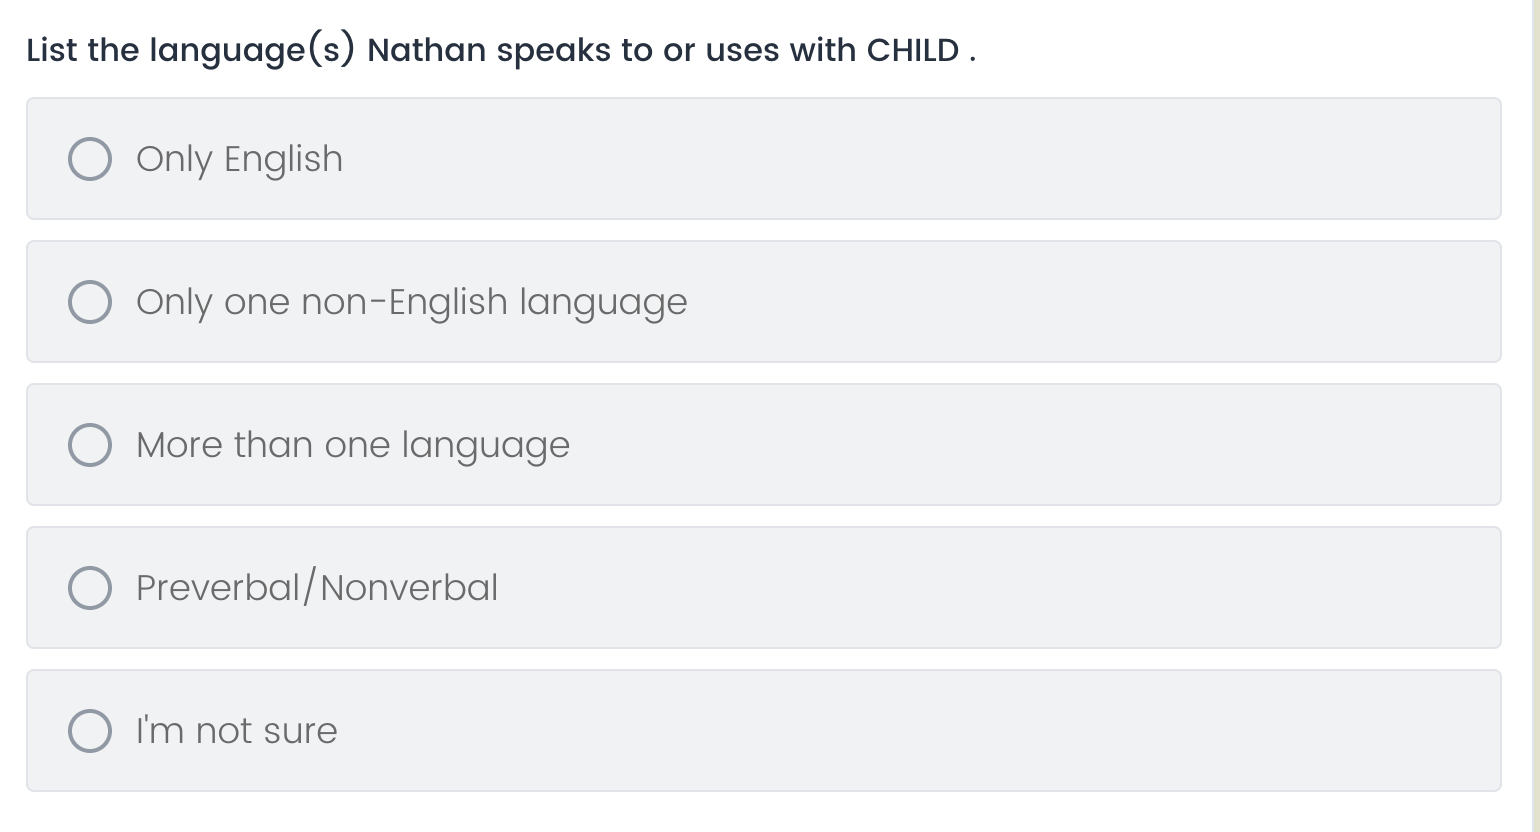 List the language(s) Nathan speaks to or uses with CHILD .
Only English
Only one non-English language
More than one language
Preverbal/Nonverbal
I'm not sure